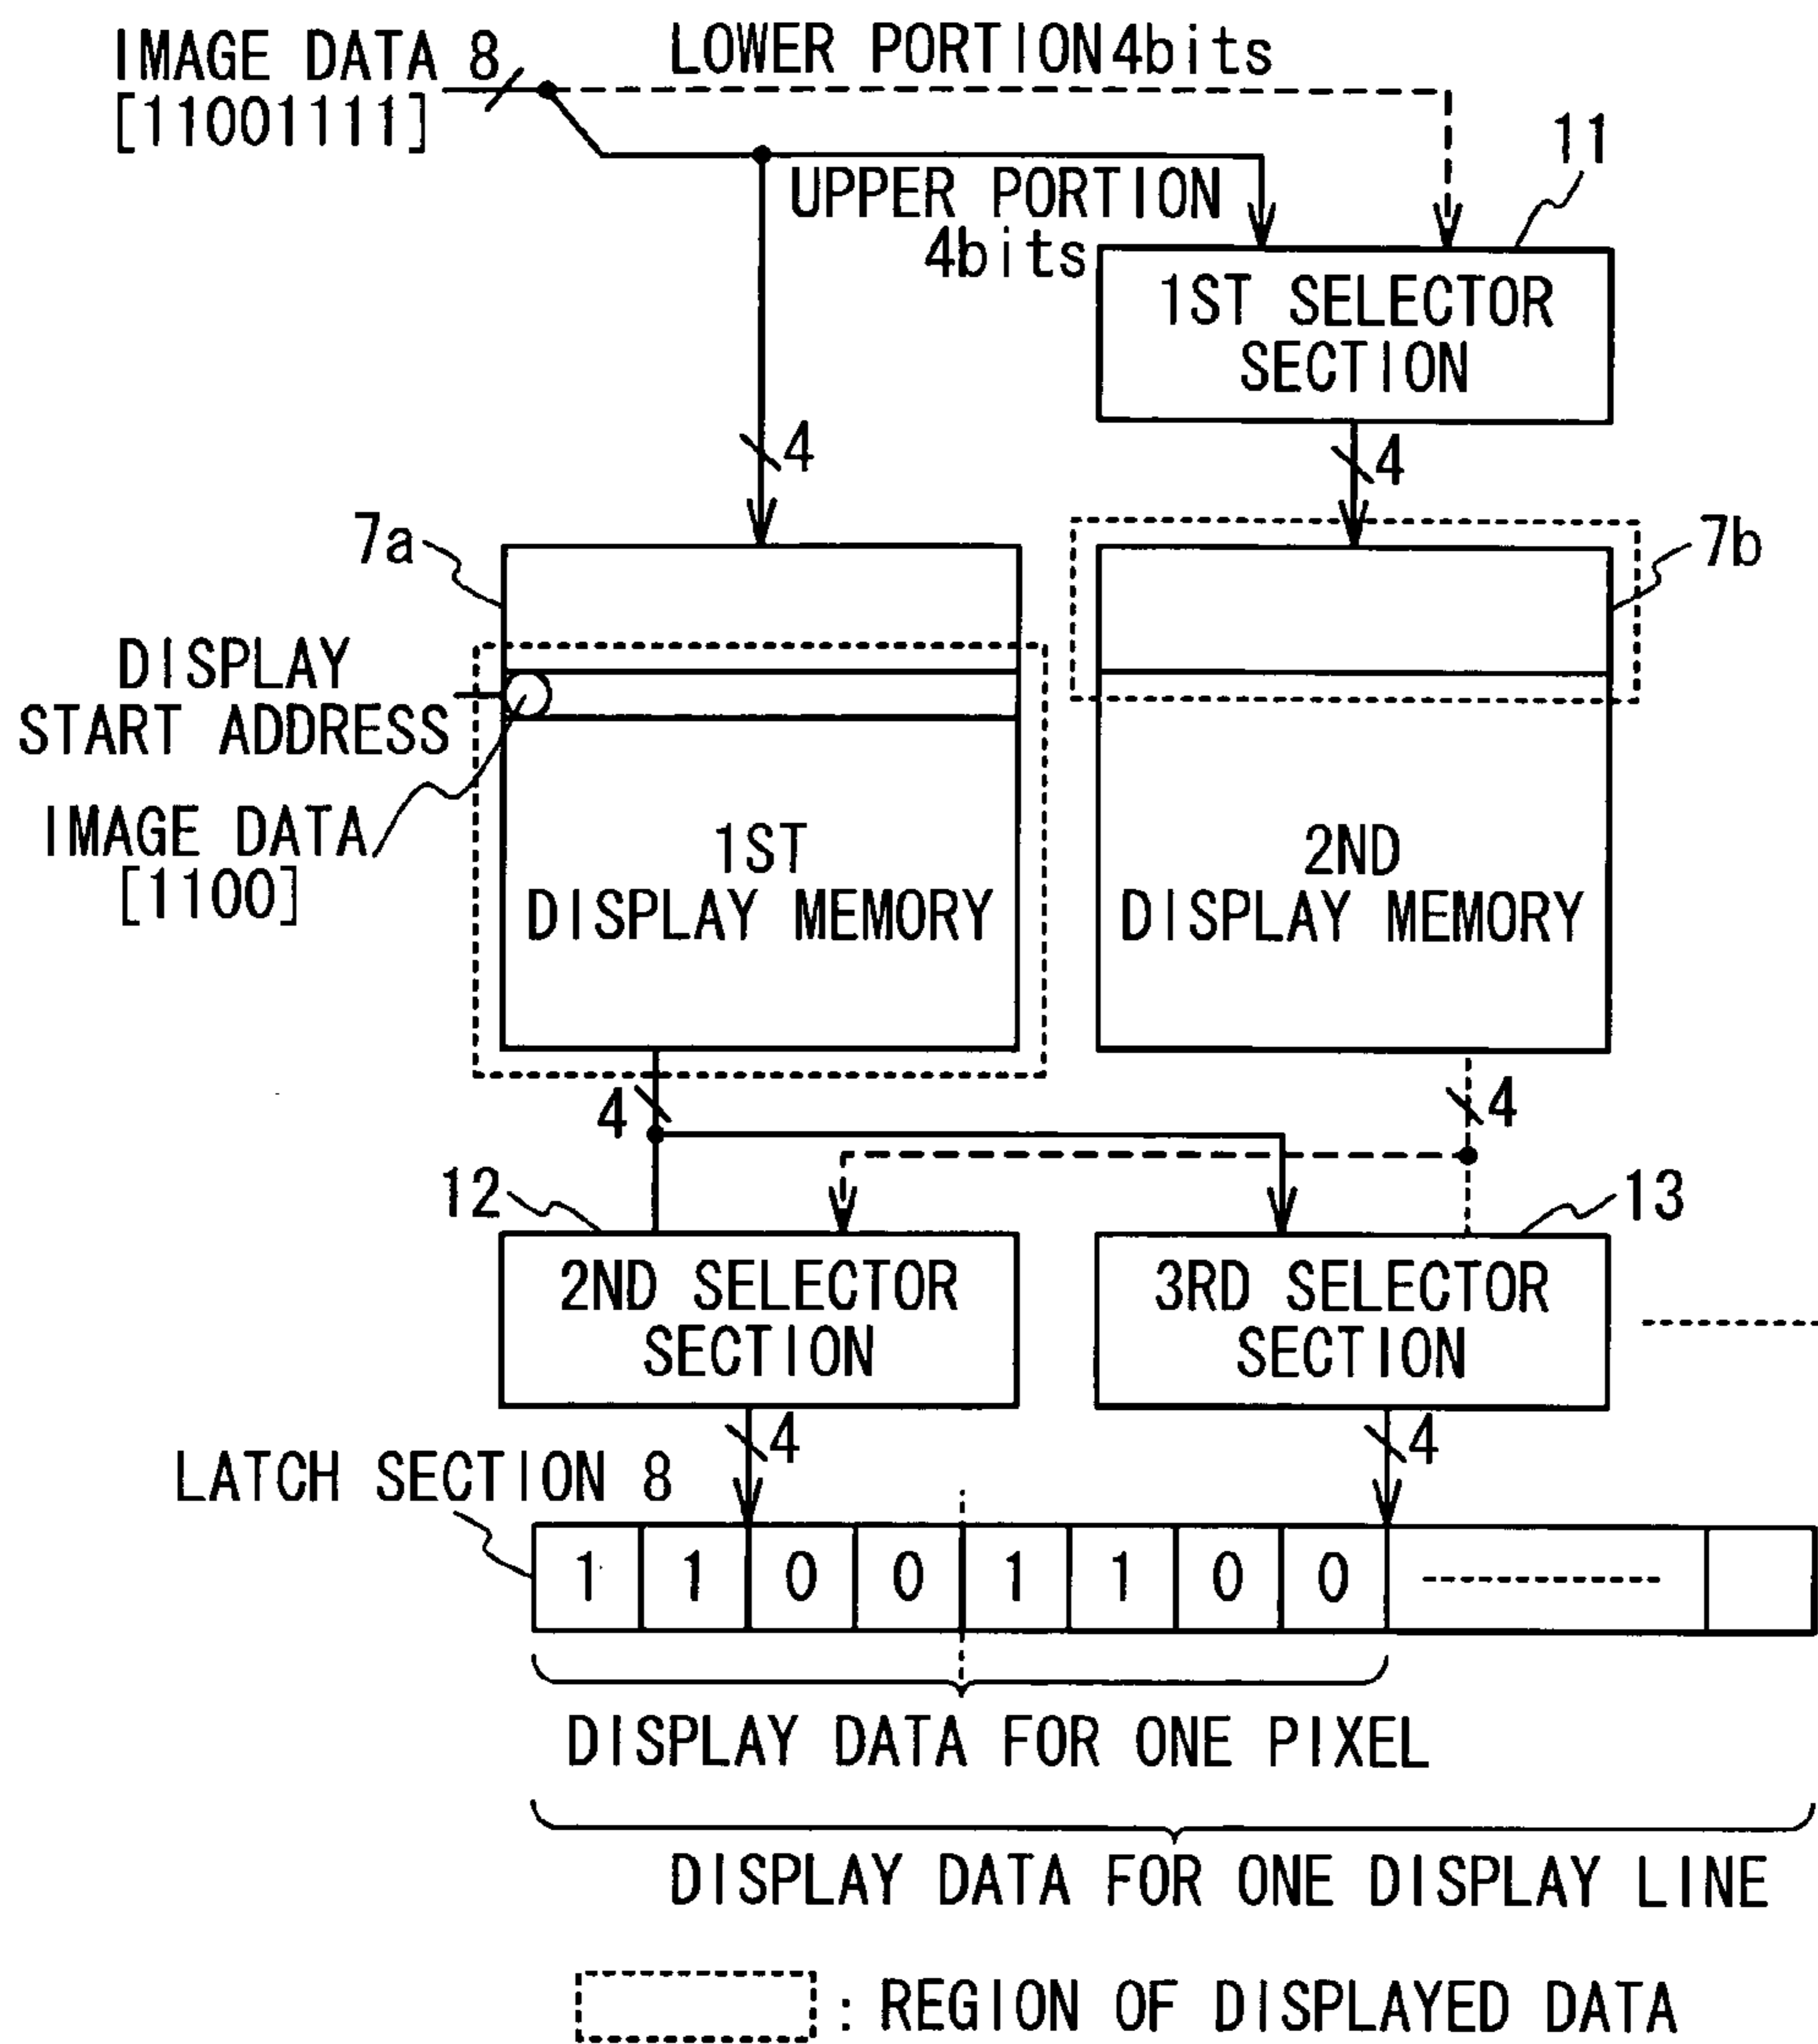 IMAGE DATA 8
[11001111]
LOWER PORTION 4bits
UPPER PORTION
4bits
11
1ST SELECTOR
SECTION
4
4
7a
7b
DISPLAY
START ADDRESS
IMAGE DATA
[1100]
1ST
DISPLAY MEMORY
2ND
DISPLAY MEMORY
4
4
12
13
2ND SELECTOR
SECTION
3RD SELECTOR
SECTION
4
4
LATCH SECTION 8
1 1 0 0 1 1 0 0
DISPLAY DATA FOR ONE PIXEL
DISPLAY DATA FOR ONE DISPLAY LINE
: REGION OF DISPLAYED DATA